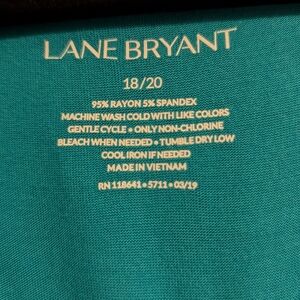 LANE BRYANT
18/20
95% RAYON 5% SPANDEX
MACHINE WASH COLD WITH LIKE COLORS
GENTLE CYCLE • ONLY NON-CHLORINE
BLEACH WHEN NEEDED • TUMBLE DRY LOW
COOL IRON IF NEEDED
MADE IN VIETNAM
RN 118641 • 5711 • 03/19